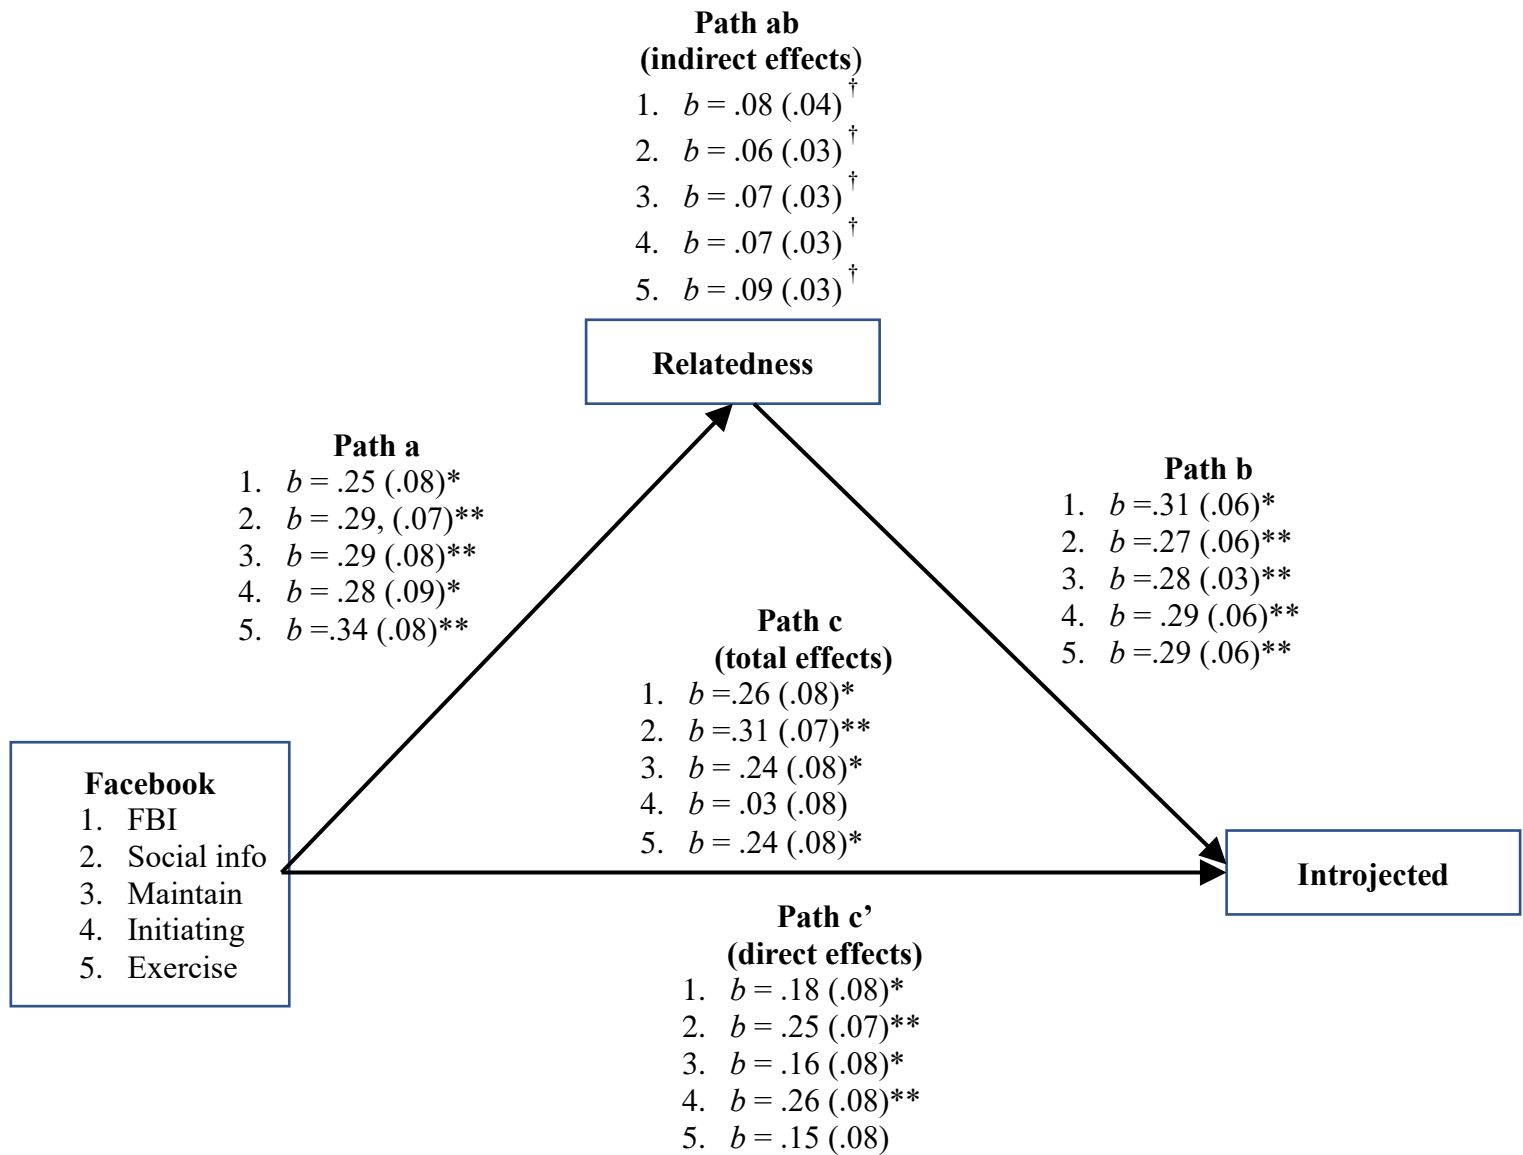 Path ab
(indirect effects)
1. b = .08 (.04) †
2. b = .06 (.03) †
3. b = .07 (.03) †
4. b = .07 (.03) †
5. b = .09 (.03) †
Relatedness
Path a
1. b = .25 (.08)*
2. b = .29, (.07)**
3. b = .29 (.08)**
4. b = .28 (.09)*
5. b =.34 (.08)**
Path b
1. b =.31 (.06)*
2. b =.27 (.06)**
3. b =.28 (.03)**
4. b = .29 (.06)**
5. b =.29 (.06)**
Path c
(total effects)
1. b =.26 (.08)*
2. b =.31 (.07)**
3. b = .24 (.08)*
4. b = .03 (.08)
5. b = .24 (.08)*
Facebook
1. FBI
2. Social info
3. Maintain
4. Initiating
5. Exercise
Introjected
Path c’
(direct effects)
1. b = .18 (.08)*
2. b = .25 (.07)**
3. b = .16 (.08)*
4. b = .26 (.08)**
5. b = .15 (.08)